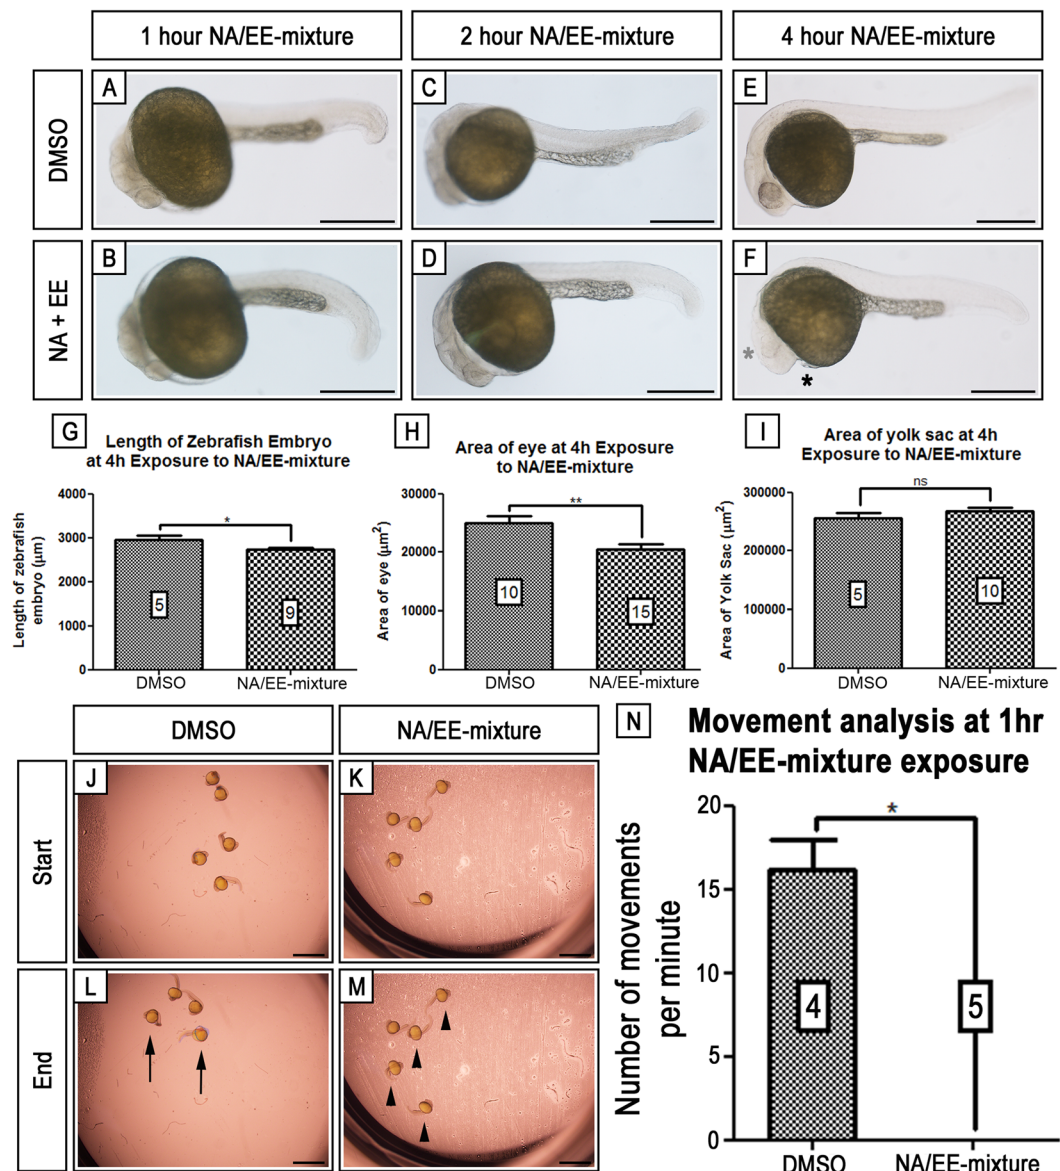 1 hour NA/EE-mixture
2 hour NA/EE-mixture
4 hour NA/EE-mixture
DMSO
A
C
E
NA + EE
B
D
F
*
*
G
Length of Zebrafish Embryo
at 4h Exposure to NA/EE-mixture
Length of zebrafish
embryo (µm)
4000
3000
2000
1000
0
*
5
9
DMSO
NA/EE-mixture
H
Area of eye at 4h Exposure
to NA/EE-mixture
Area of eye (µm²)
30000
20000
10000
0
**
10
15
DMSO
NA/EE-mixture
I
Area of yolk sac at 4h
Exposure to NA/EE-mixture
Area of Yolk Sac (µm²)
300000
200000
100000
0
ns
5
10
DMSO
NA/EE-mixture
DMSO
NA/EE-mixture
Start
J
K
End
L
M
N
Movement analysis at 1hr
NA/EE-mixture exposure
Number of movements
per minute
20
15
10
5
0
*
4
5
DMSO
NA/EE-mixture